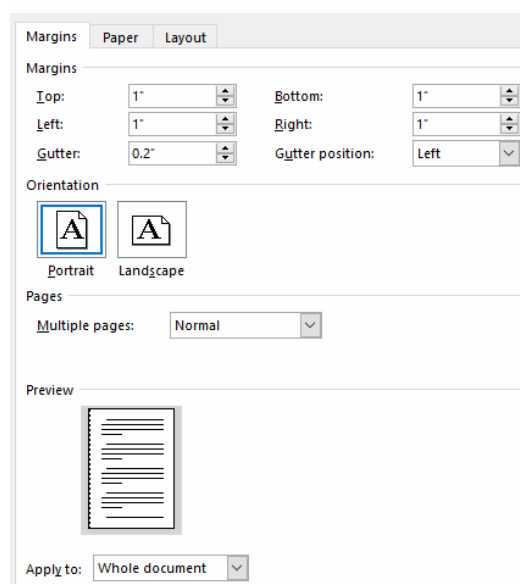 Margins Paper Layout
Margins
Top: 1" Bottom: 1"
Left: 1" Right: 1"
Gutter: 0.2" Gutter position: Left
Orientation
A A
Portrait Landscape
Pages
Multiple pages: Normal
Preview
Apply to: Whole document